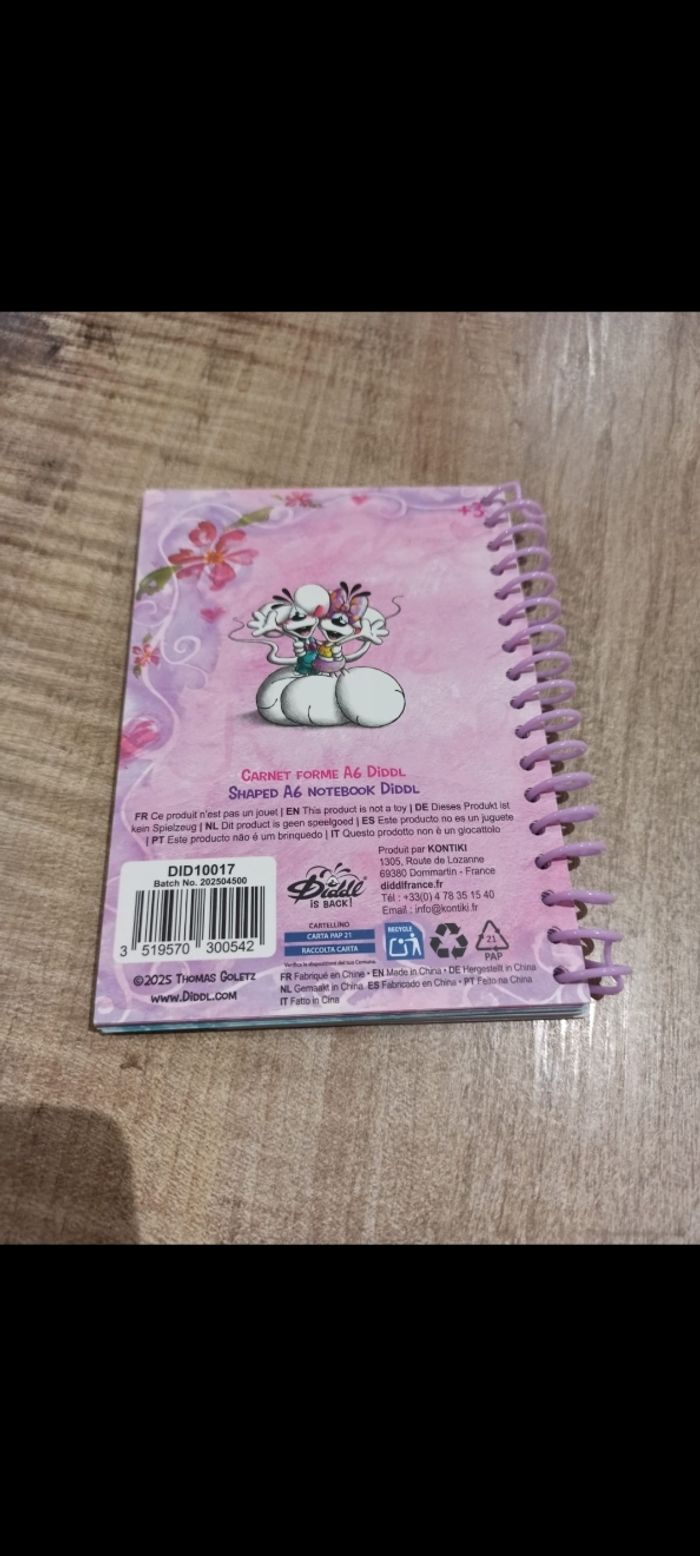 +3
CARNET FORME A6 DIDDL
SHAPED A6 NOTEBOOK DIDDL
FR Ce produit n'est pas un jouet | EN This product is not a toy | DE Dieses Produkt ist
kein Spielzeug | NL Dit product is geen speelgoed | ES Este producto no es un juguete
| PT Este producto não é um brinquedo | IT Questo prodotto non è un giocattolo
DID10017
Batch No. 202504500
3 519570 300542
Diddl
IS BACK!
Produit par KONTIKI
1305, Route de Lozanne
69380 Dommartin - France
diddlfrance.fr
Tél : +33(0) 4 78 35 15 40
Email : info@kontiki.fr
CARTELLINO
CARTA PAP 21
RACCOLTA CARTA
Verifica le disposizioni del tuo Comune.
RECYCLE
21
PAP
©2025 THOMAS GOLETZ
WWW.DIDDL.COM
FR Fabriqué en Chine • EN Made in China • DE Hergestellt in China
NL Gemaakt in China ES Fabricado en China • PT Feito na China
IT Fatto in Cina